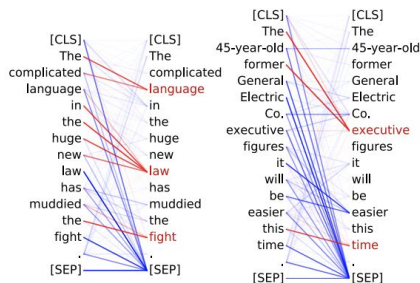 [CLS] [CLS]
The The
complicated complicated
language language
in in
the the
huge huge
new new
law law
has has
muddied muddied
the the
fight fight
. .
[SEP] [SEP]
[CLS] [CLS]
The The
45-year-old 45-year-old
former former
General General
Electric Electric
Co. Co.
executive executive
figures figures
it it
will will
be be
easier easier
this this
time time
. .
[SEP] [SEP]